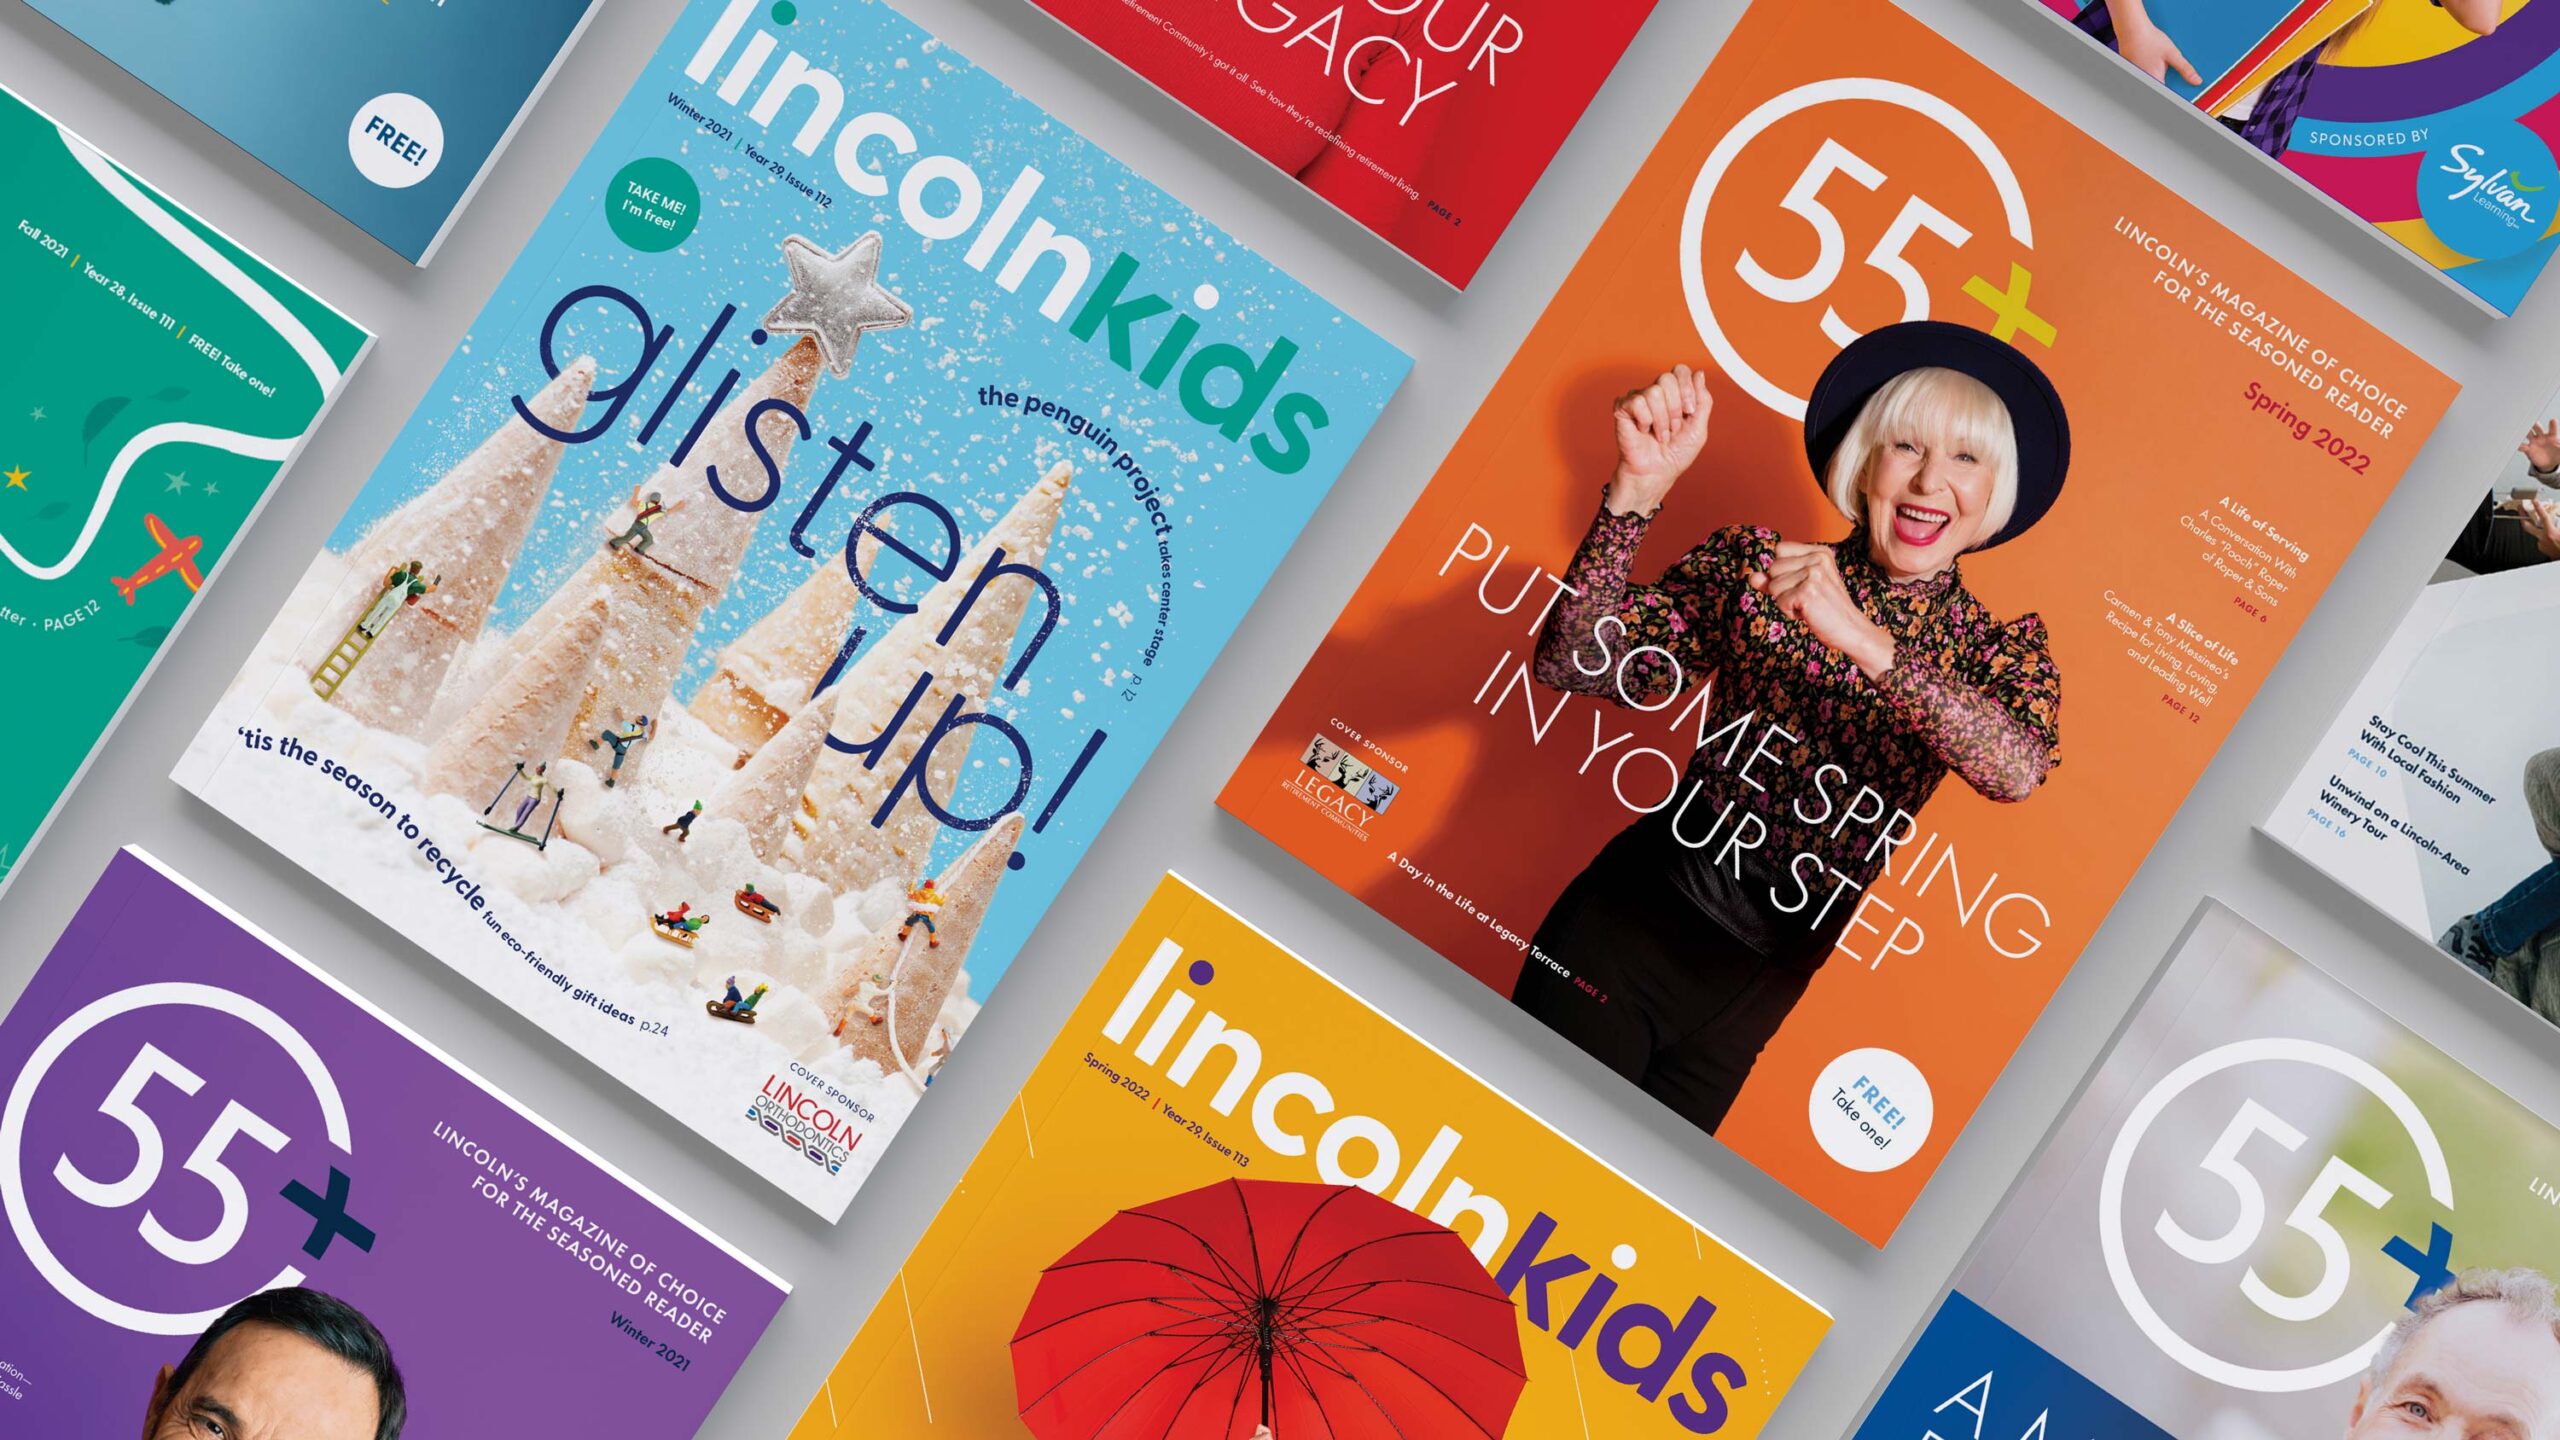 FREE!
Fall 2021 | Year 28, Issue 111 | FREE! Take one!
PAGE 12
lincolnkids
Winter 2021 | Year 29, Issue 112
TAKE ME!
I'm free!
glisten
up!
the penguin project takes center stage p.12
'tis the season to recycle fun eco-friendly gift ideas p.24
COVER SPONSOR
LINCOLN
ORTHODONTICS
OUR
GACY
Community's got it all. See how they're redefining retirement living. PAGE 2
55+
LINCOLN'S MAGAZINE OF CHOICE
FOR THE SEASONED READER
Spring 2022
A Life of Serving
A Conversation With
Charles "Pooch" Roper
of Roper & Sons
PAGE 6
A Slice of Life
Carmen & Tony Messineo's
Recipe for Living, Loving,
and Leading Well
PAGE 12
PUT SOME SPRING
IN YOUR STEP
COVER SPONSOR
LEGACY
RETIREMENT COMMUNITIES
A Day in the Life at Legacy Terrace PAGE 2
FREE!
Take one!
SPONSORED BY
Sylvan
Learning
Stay Cool This Summer
With Local Fashion
PAGE 10
Unwind on a Lincoln-Area
Winery Tour
PAGE 16
55+
LINCOLN'S MAGAZINE OF CHOICE
FOR THE SEASONED READER
Winter 2021
lincolnkids
Spring 2022 | Year 29, Issue 113
55+
LIN